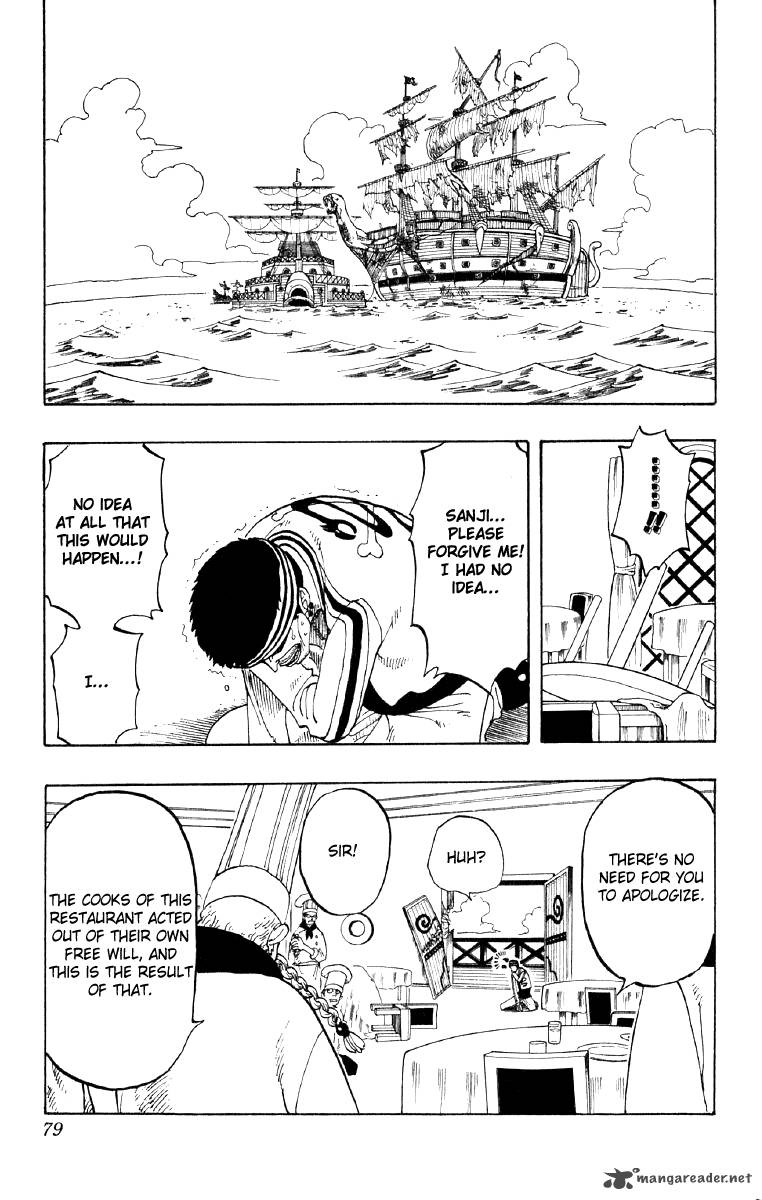 ......!!
SANJI...
PLEASE
FORGIVE ME!
I HAD NO
IDEA...
NO IDEA
AT ALL THAT
THIS WOULD
HAPPEN...!
I...
THERE'S NO
NEED FOR YOU
TO APOLOGIZE.
HUH?
SIR!
THE COOKS OF THIS
RESTAURANT ACTED
OUT OF THEIR OWN
FREE WILL, AND
THIS IS THE RESULT
OF THAT.
79
mangareader.net